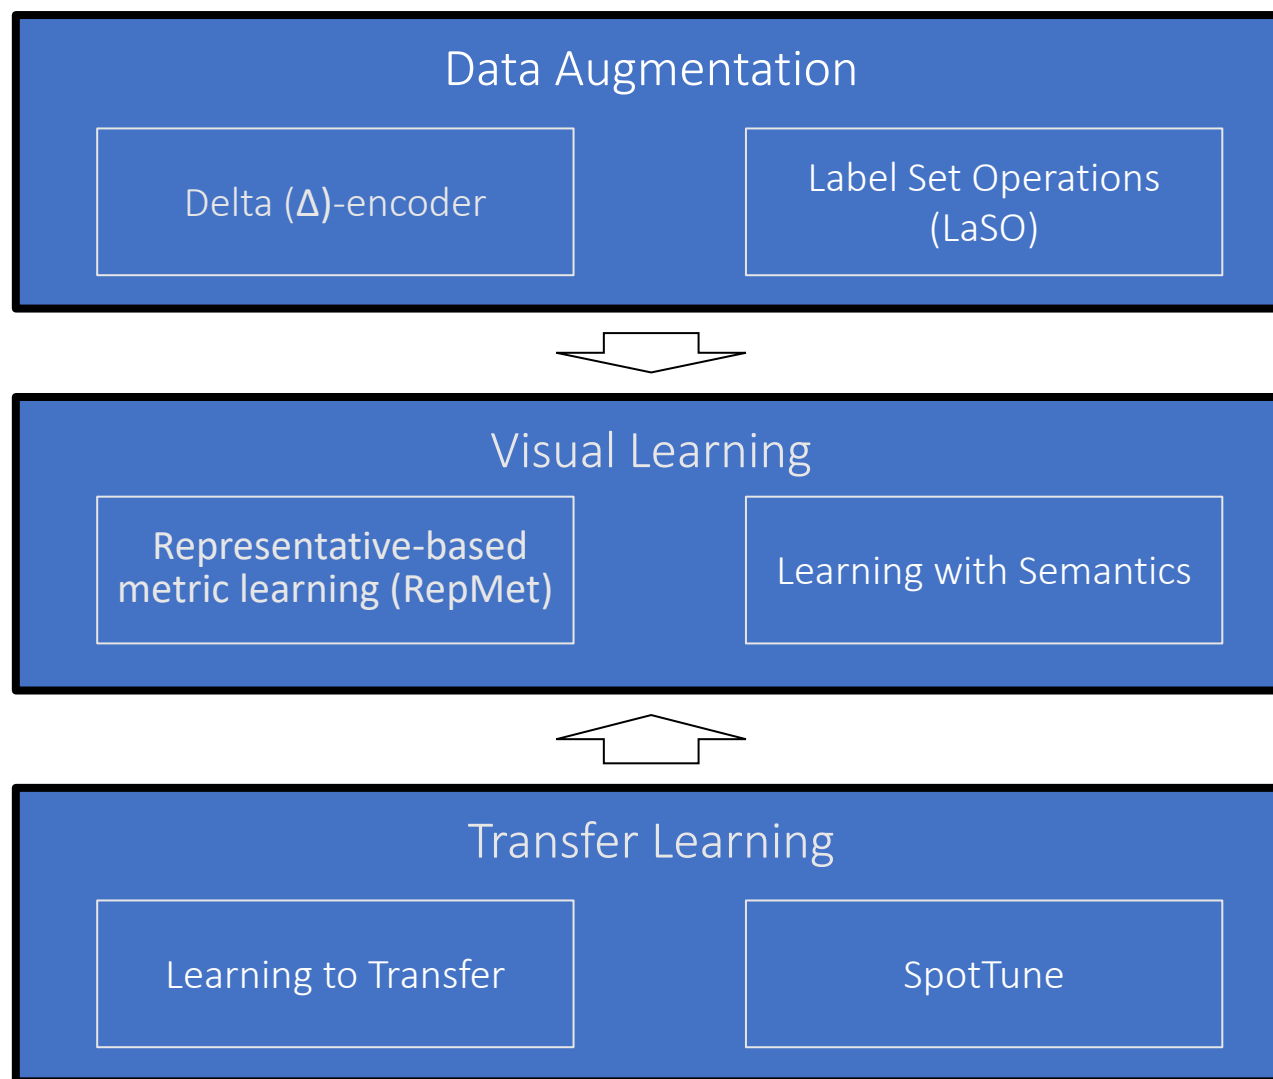 Data Augmentation
Delta (Δ)-encoder
Label Set Operations
(LaSO)
Visual Learning
Representative-based
metric learning (RepMet)
Learning with Semantics
Transfer Learning
Learning to Transfer
SpotTune